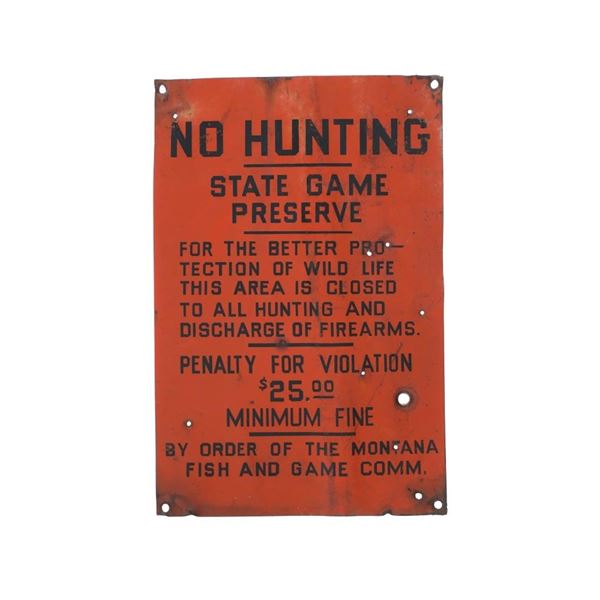 NO HUNTING
STATE GAME
PRESERVE
FOR THE BETTER PRO—
TECTION OF WILD LIFE
THIS AREA IS CLOSED
TO ALL HUNTING AND
DISCHARGE OF FIREARMS.
PENALTY FOR VIOLATION
$25.00
MINIMUM FINE
BY ORDER OF THE MONTANA
FISH AND GAME COMM.